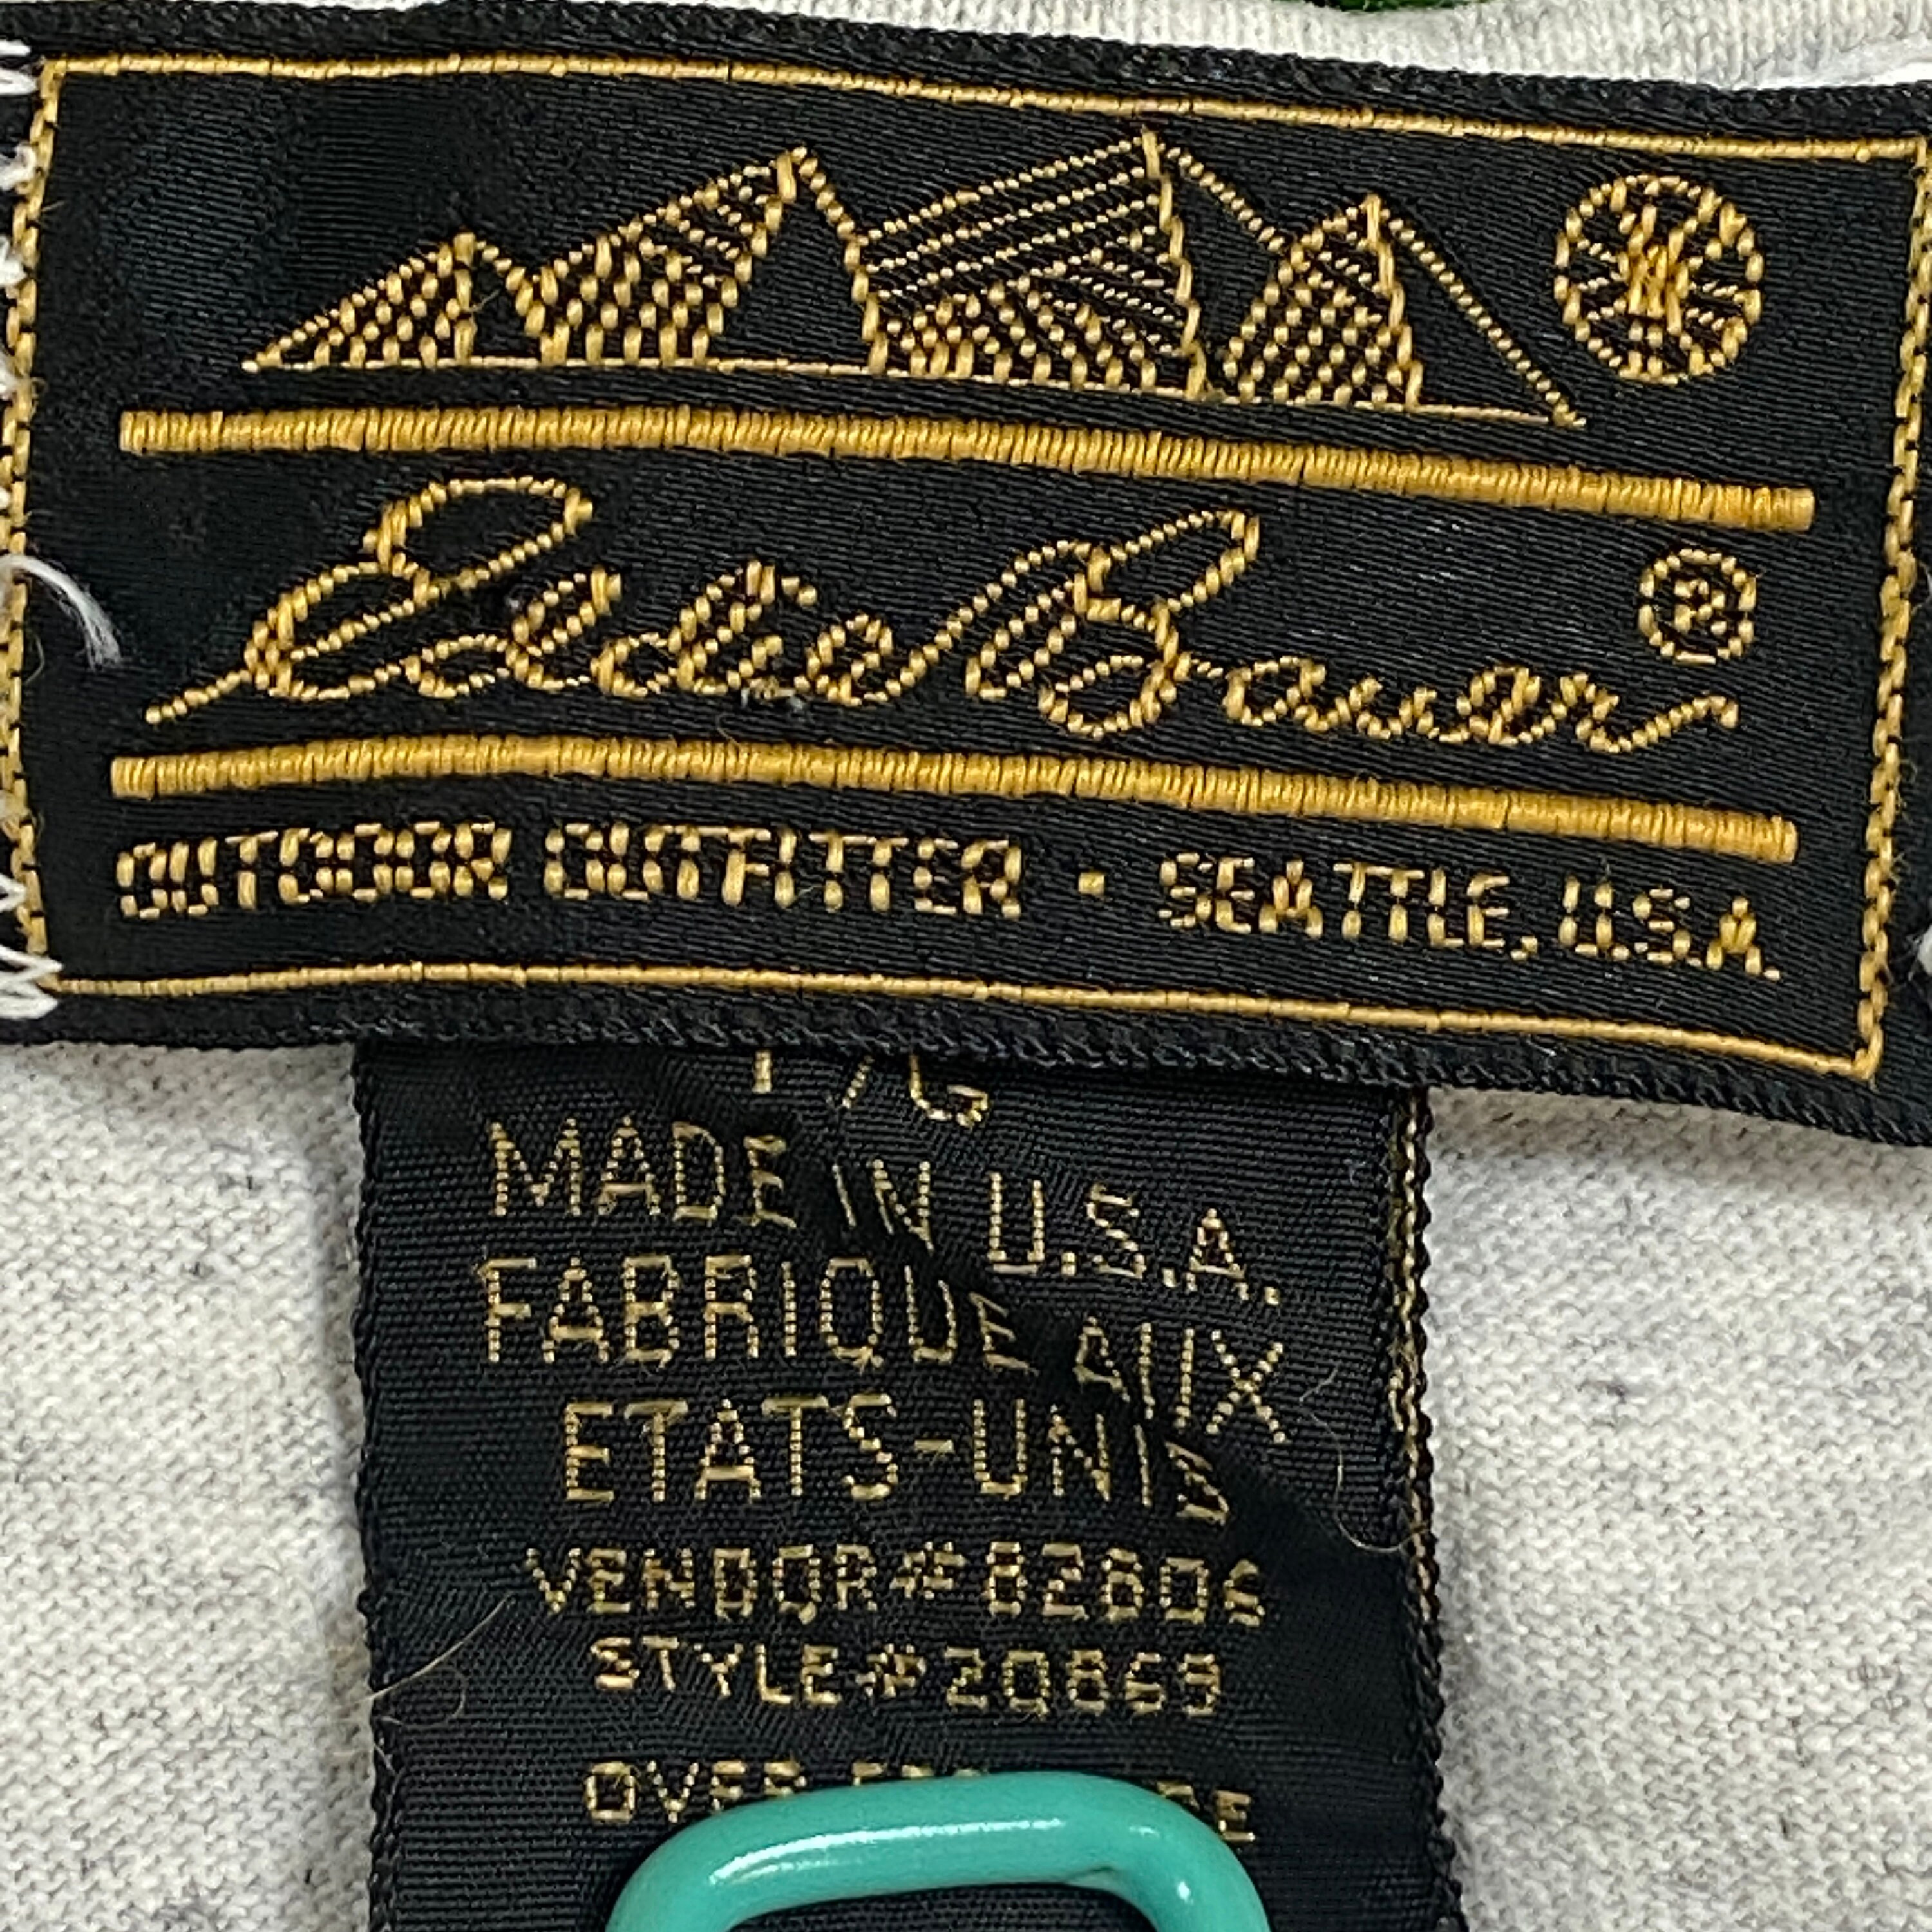 Eddie Bauer ®
OUTDOOR OUTFITTER · SEATTLE, U.S.A.
MADE IN U.S.A.
FABRIQUE AUX
ETATS-UNIS
VENDOR# 82606
STYLE# 20869